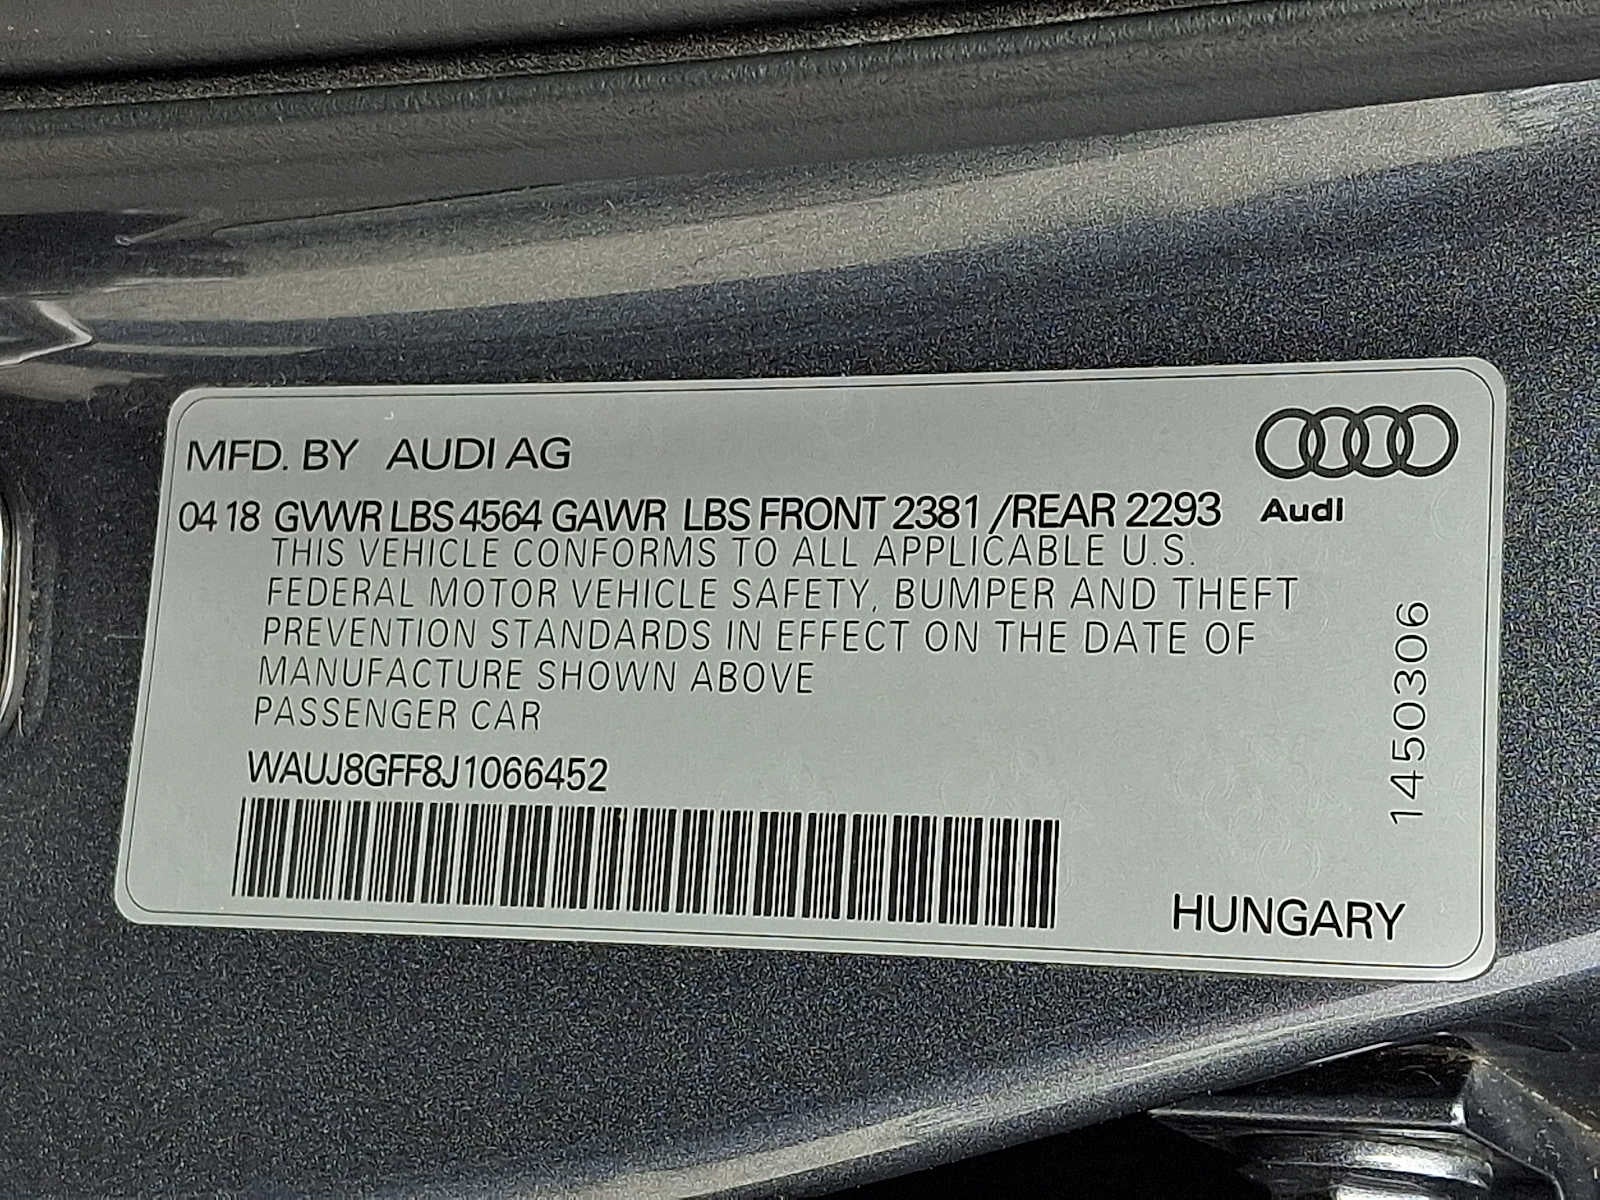 MFD. BY AUDI AG
04 18 GVWR LBS 4564 GAWR LBS FRONT 2381 /REAR 2293
Audi
THIS VEHICLE CONFORMS TO ALL APPLICABLE U.S.
FEDERAL MOTOR VEHICLE SAFETY, BUMPER AND THEFT
PREVENTION STANDARDS IN EFFECT ON THE DATE OF
MANUFACTURE SHOWN ABOVE
PASSENGER CAR
WAUJ8GFF8J1066452
1450306
HUNGARY